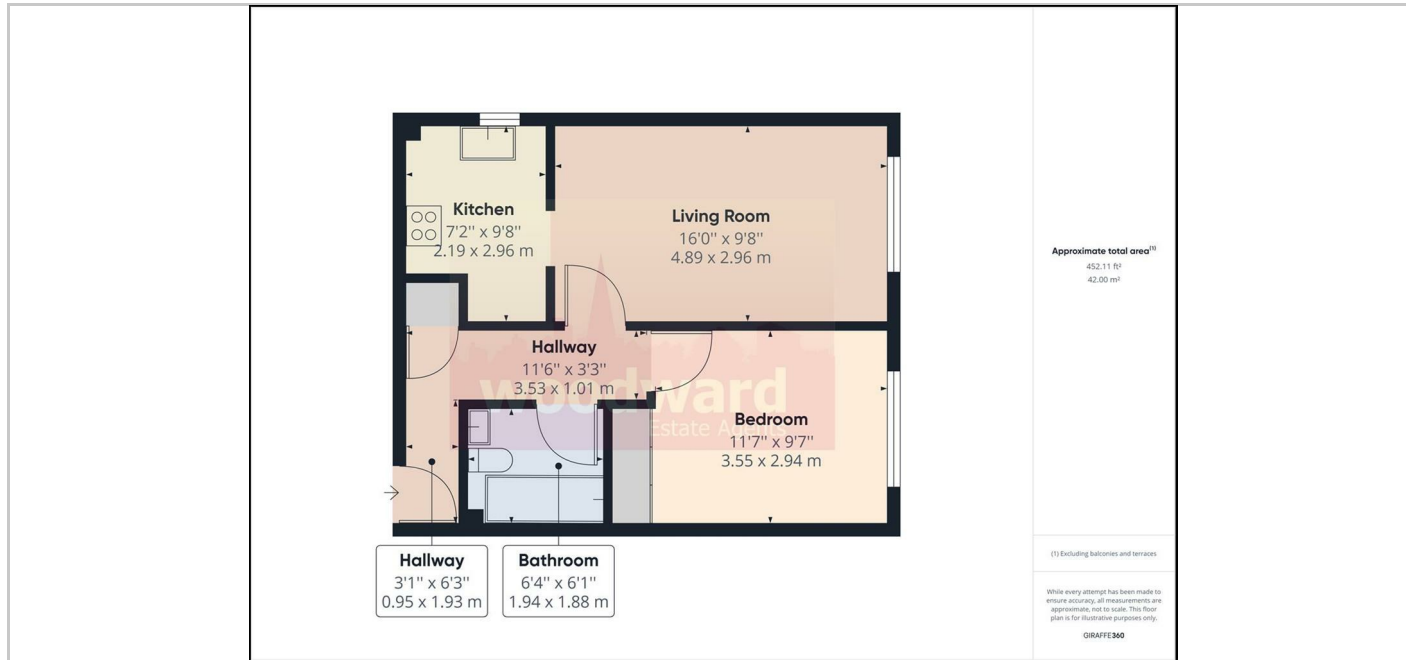 Kitchen
7'2'' x 9'8''
2.19 x 2.96 m
Living Room
16'0'' x 9'8''
4.89 x 2.96 m
Hallway
11'6'' x 3'3''
3.53 x 1.01 m
woodward
Estate Agents
Bedroom
11'7'' x 9'7''
3.55 x 2.94 m
Hallway
3'1'' x 6'3''
0.95 x 1.93 m
Bathroom
6'4'' x 6'1''
1.94 x 1.88 m
Approximate total area(1)
452.11 ft²
42.00 m²
(1) Excluding balconies and terraces
While every attempt has been made to
ensure accuracy, all measurements are
approximate, not to scale. This floor
plan is for illustrative purposes only.
GIRAFFE360